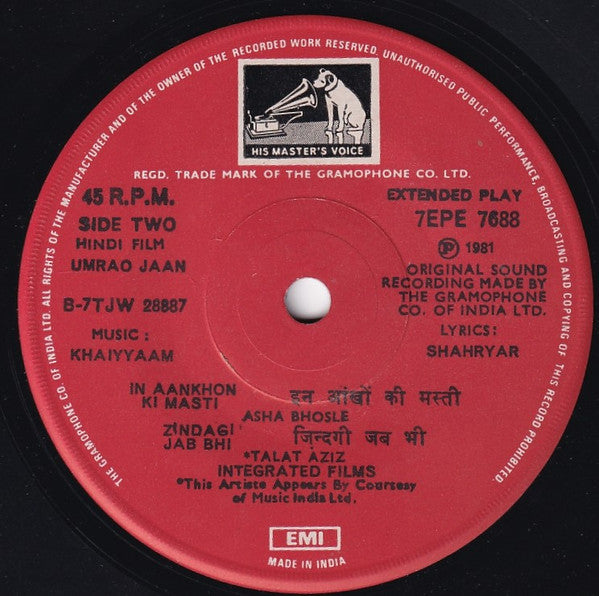 THE GRAMOPHONE CO. OF INDIA LTD. ALL RIGHTS OF THE MANUFACTURER AND OF THE OWNER OF THE RECORDED WORK RESERVED. UNAUTHORISED PUBLIC PERFORMANCE, BROADCASTING AND COPYING OF THIS RECORD PROHIBITED.
HIS MASTER'S VOICE
REGD. TRADE MARK OF THE GRAMOPHONE CO. LTD.
45 R.P.M.
SIDE TWO
HINDI FILM
UMRAO JAAN
B-7TJW 28887
MUSIC :
KHAIYYAAM
EXTENDED PLAY
7EPE 7688
℗ 1981
ORIGINAL SOUND
RECORDING MADE BY
THE GRAMOPHONE
CO. OF INDIA LTD.
LYRICS:
SHAHRYAR
IN AANKHON इन आंखों की मस्ती
KI MASTI
ASHA BHOSLE
ZINDAGI ज़िन्दगी जब भी
JAB BHI
*TALAT AZIZ
INTEGRATED FILMS
*This Artiste Appears By Courtesy
of Music India Ltd.
EMI
MADE IN INDIA